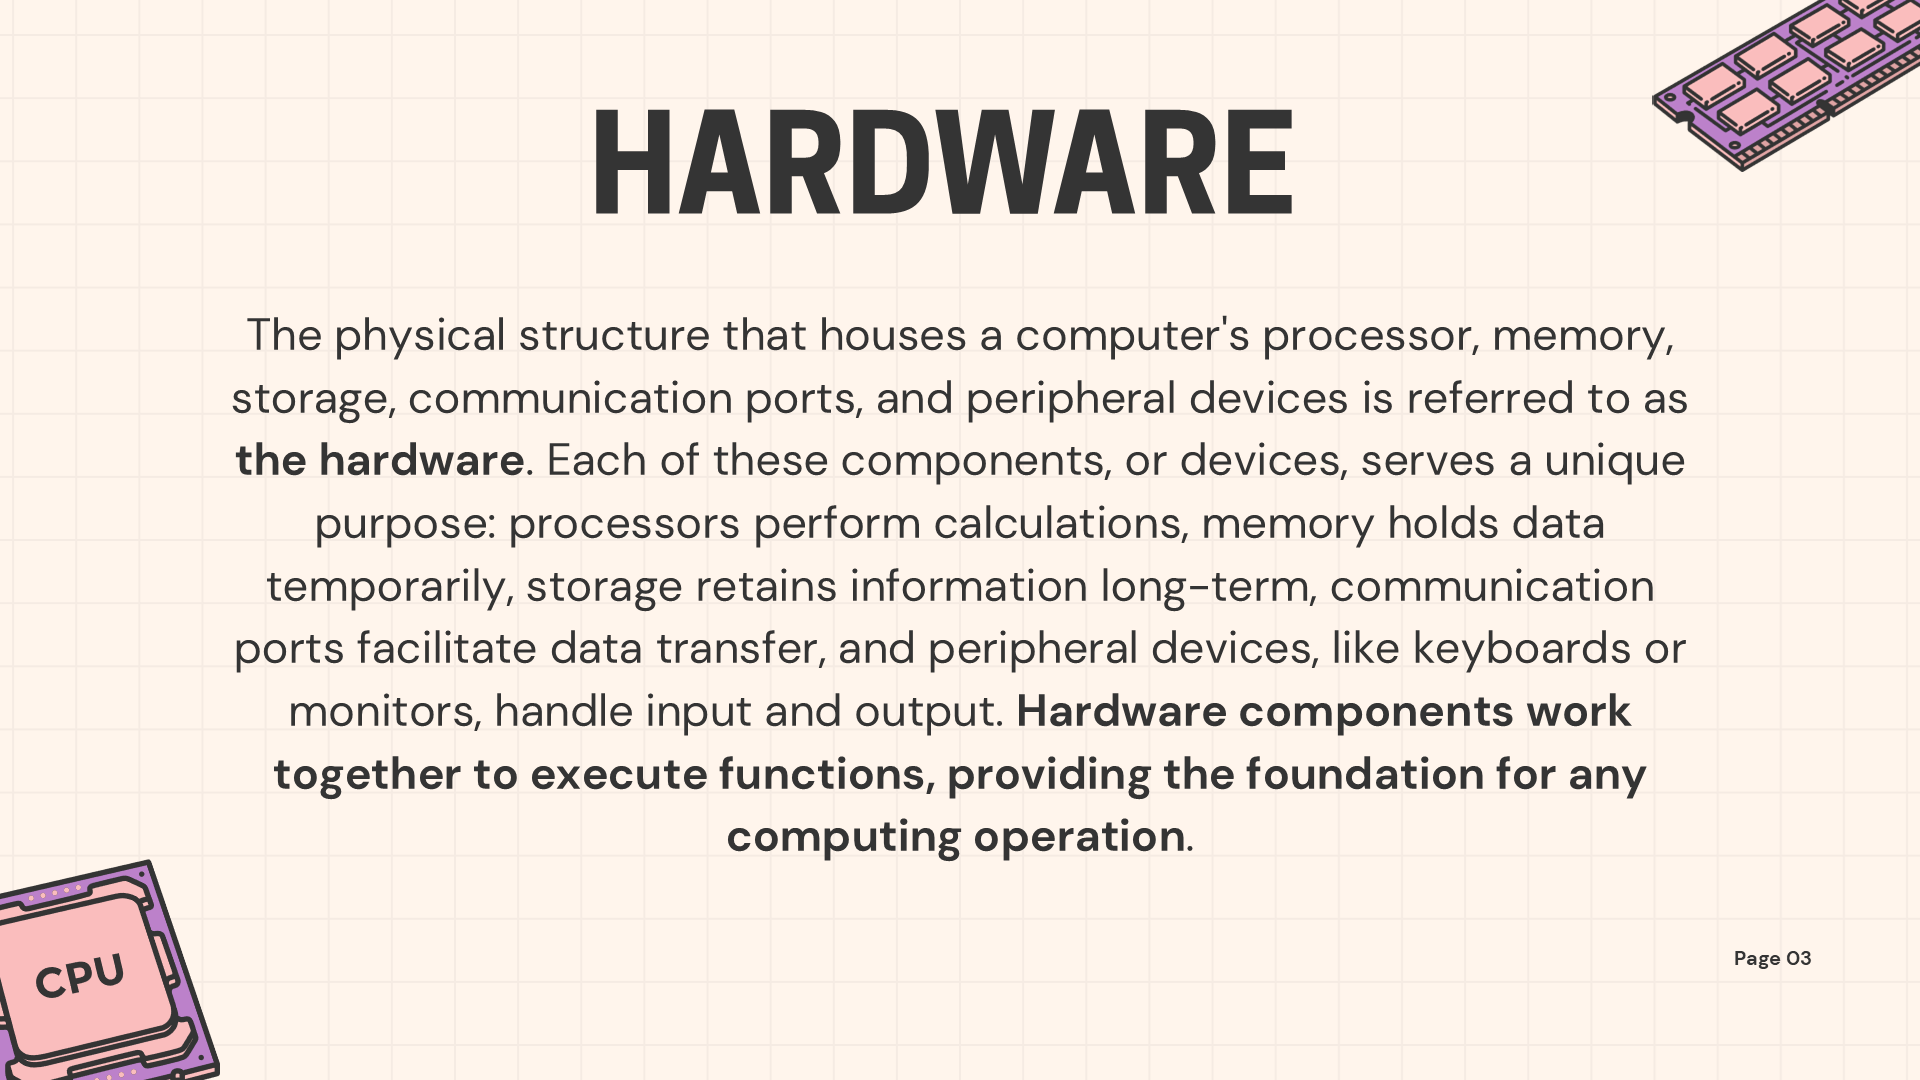 HARDWARE
The physical structure that houses a computer's processor, memory,
storage, communication ports, and peripheral devices is referred to as
the hardware. Each of these components, or devices, serves a unique
purpose: processors perform calculations, memory holds data
temporarily, storage retains information long-term, communication
ports facilitate data transfer, and peripheral devices, like keyboards or
monitors, handle input and output. Hardware components work
together to execute functions, providing the foundation for any
computing operation.
CPU
Page 03